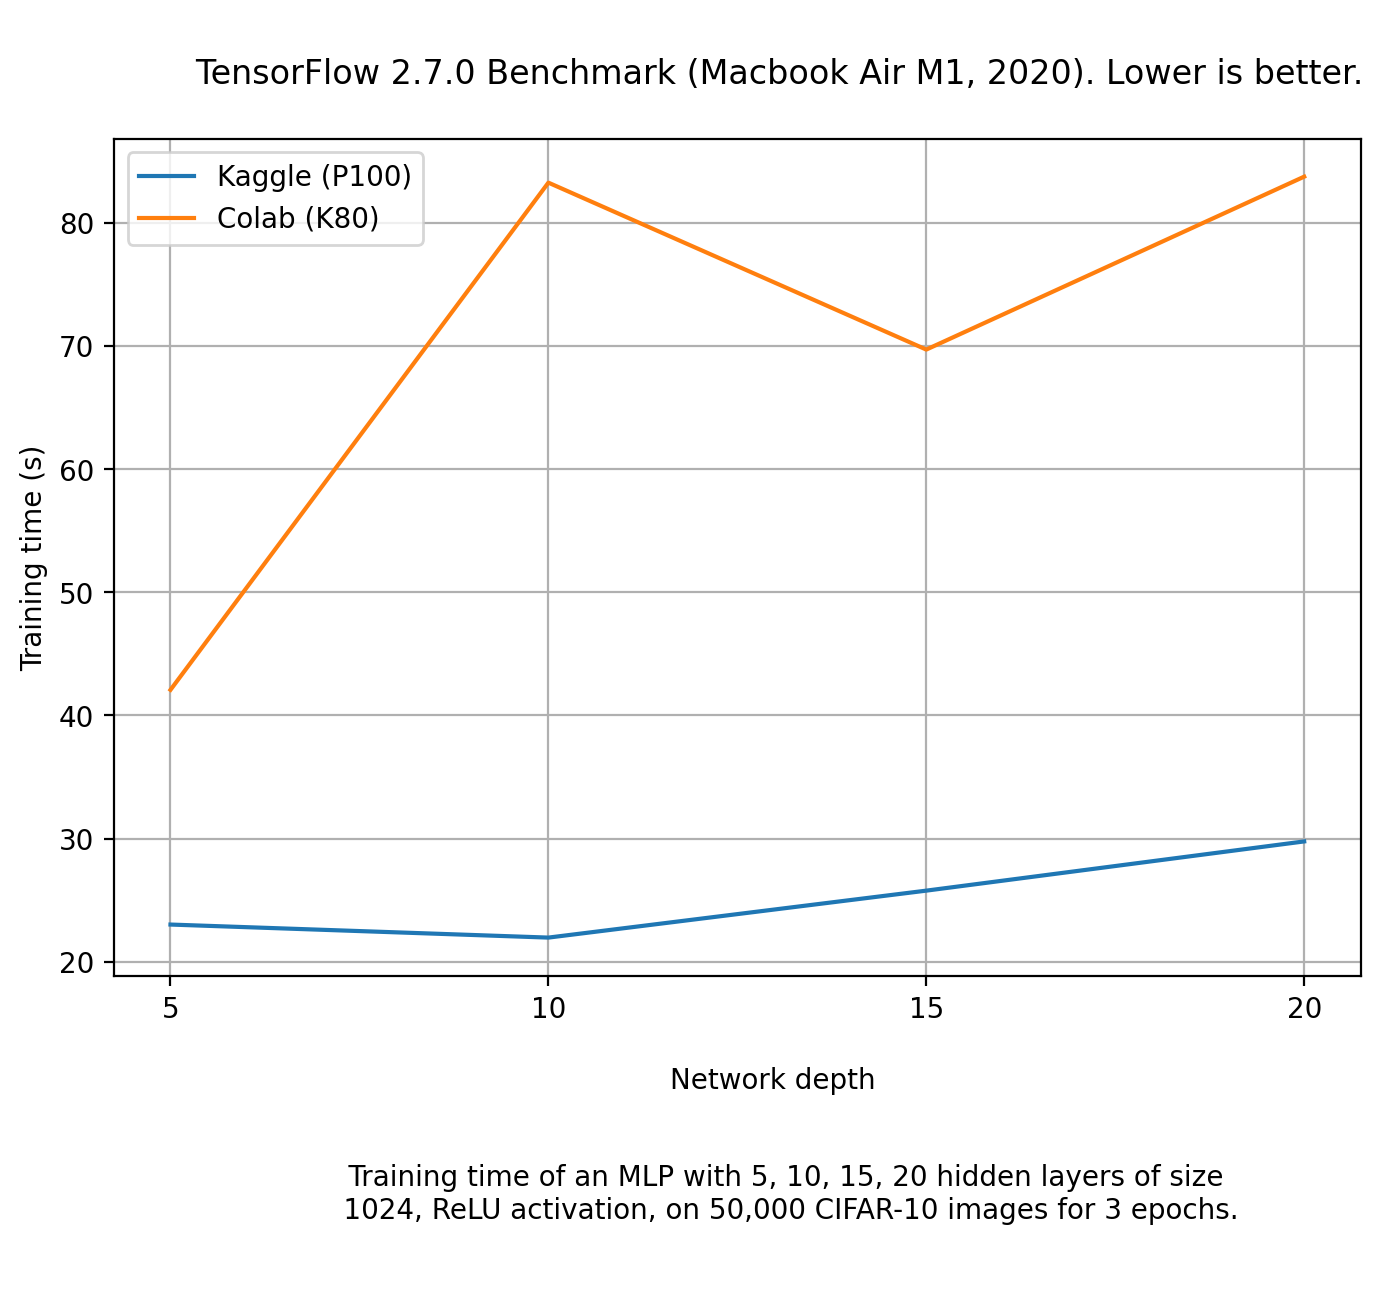 TensorFlow 2.7.0 Benchmark (Macbook Air M1, 2020). Lower is better.
Kaggle (P100)
Colab (K80)
Training time (s)
80
70
60
50
40
30
20
5 10 15 20
Network depth
Training time of an MLP with 5, 10, 15, 20 hidden layers of size
1024, ReLU activation, on 50,000 CIFAR-10 images for 3 epochs.